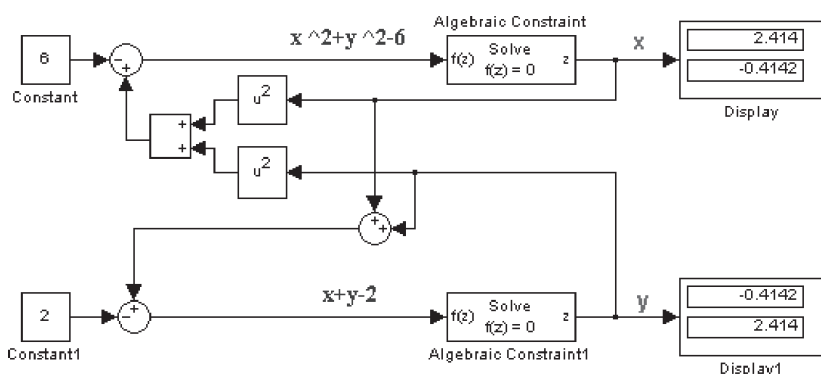 Algebraic Constraint
x ^2+y ^2-6
x
6
f(z)
Solve
f(z) = 0
z
2.414
-0.4142
Constant
Display
u2
+
+
u2
+
+
x+y-2
y
2
f(z)
Solve
f(z) = 0
z
-0.4142
2.414
Constant1
Algebraic Constraint1
Display1